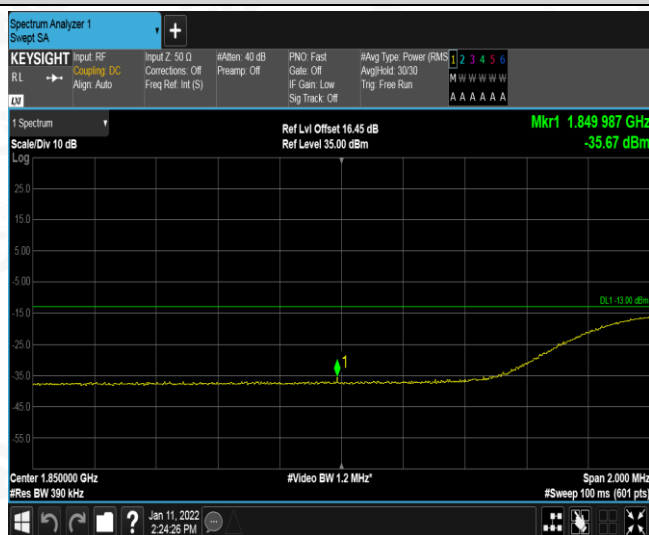 Spectrum Analyzer 1
Swept SA
+
KEYSIGHT
RL
Input: RF
Coupling: DC
Align: Auto
Input Z: 50 Ω
Corrections: Off
Freq Ref: Int (S)
#Atten: 40 dB
Preamp: Off
PNO: Fast
Gate: Off
IF Gain: Low
Sig Track: Off
#Avg Type: Power (RMS
Avg|Hold: 30/30
Trig: Free Run
1 2 3 4 5 6
M W W W W W
A A A A A A
LXI
1 Spectrum
Scale/Div 10 dB
Ref Lvl Offset 16.45 dB
Ref Level 35.00 dBm
Mkr1 1.849 987 GHz
-35.67 dBm
Log
25.0
15.0
5.00
-5.00
DL1 -13.00 dBm
-15.0
-25.0
1
-35.0
-45.0
-55.0
Center 1.850000 GHz
#Res BW 390 kHz
#Video BW 1.2 MHz*
Span 2.000 MHz
#Sweep 100 ms (601 pts)
?
Jan 11, 2022
2:24:26 PM